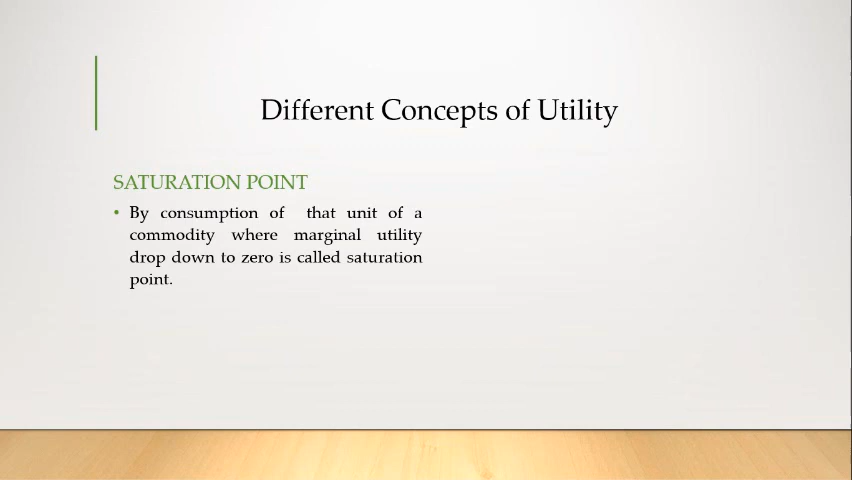 Different Concepts of Utility
SATURATION POINT
• By consumption of that unit of a
commodity where marginal utility
drop down to zero is called saturation
point.